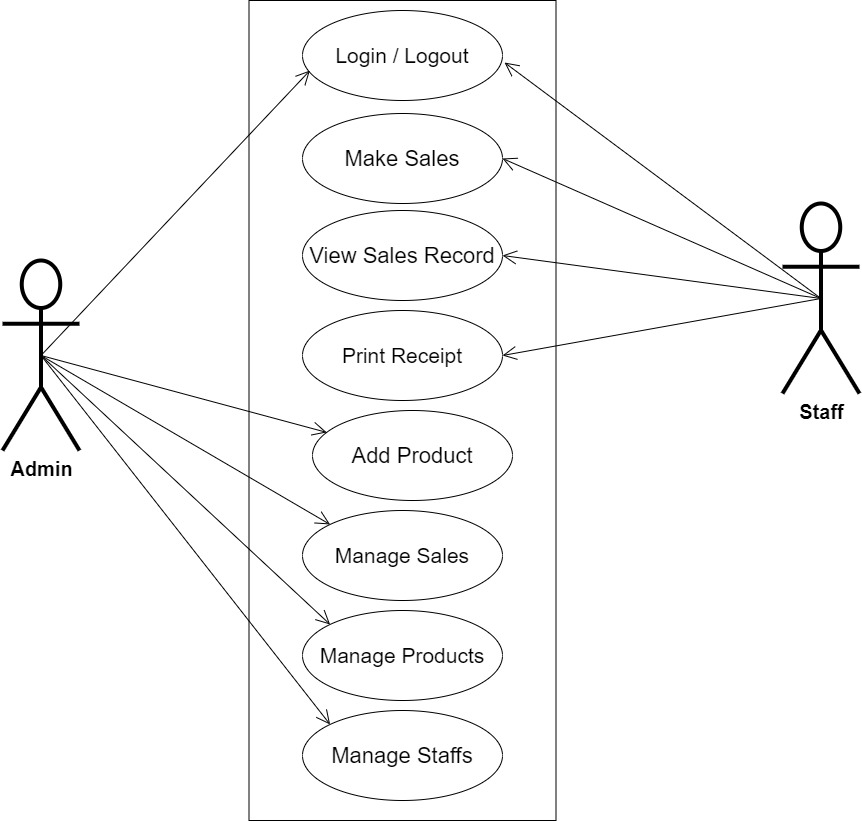 Login / Logout
Make Sales
View Sales Record
Print Receipt
Staff
Add Product
Admin
Manage Sales
Manage Products
Manage Staffs